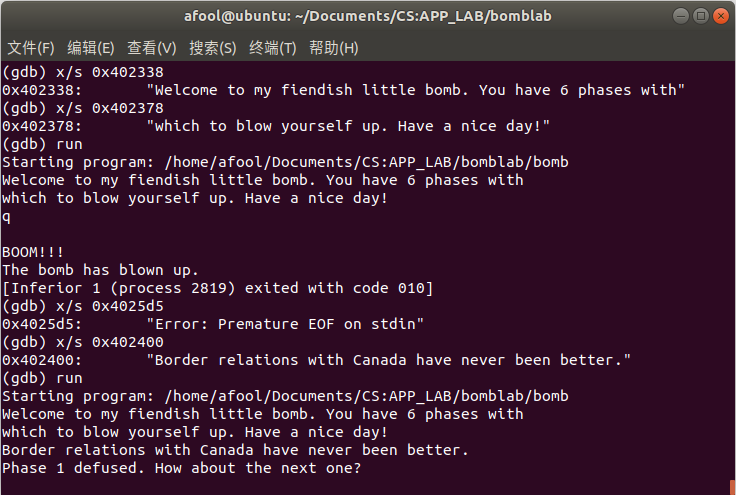 afool@ubuntu: ~/Documents/CS:APP_LAB/bomblab
文件(F) 编辑(E) 查看(V) 搜索(S) 终端(T) 帮助(H)
(gdb) x/s 0x402338
0x402338:       "Welcome to my fiendish little bomb. You have 6 phases with"
(gdb) x/s 0x402378
0x402378:       "which to blow yourself up. Have a nice day!"
(gdb) run
Starting program: /home/afool/Documents/CS:APP_LAB/bomblab/bomb
Welcome to my fiendish little bomb. You have 6 phases with
which to blow yourself up. Have a nice day!
q

BOOM!!!
The bomb has blown up.
[Inferior 1 (process 2819) exited with code 010]
(gdb) x/s 0x4025d5
0x4025d5:       "Error: Premature EOF on stdin"
(gdb) x/s 0x402400
0x402400:       "Border relations with Canada have never been better."
(gdb) run
Starting program: /home/afool/Documents/CS:APP_LAB/bomblab/bomb
Welcome to my fiendish little bomb. You have 6 phases with
which to blow yourself up. Have a nice day!
Border relations with Canada have never been better.
Phase 1 defused. How about the next one?